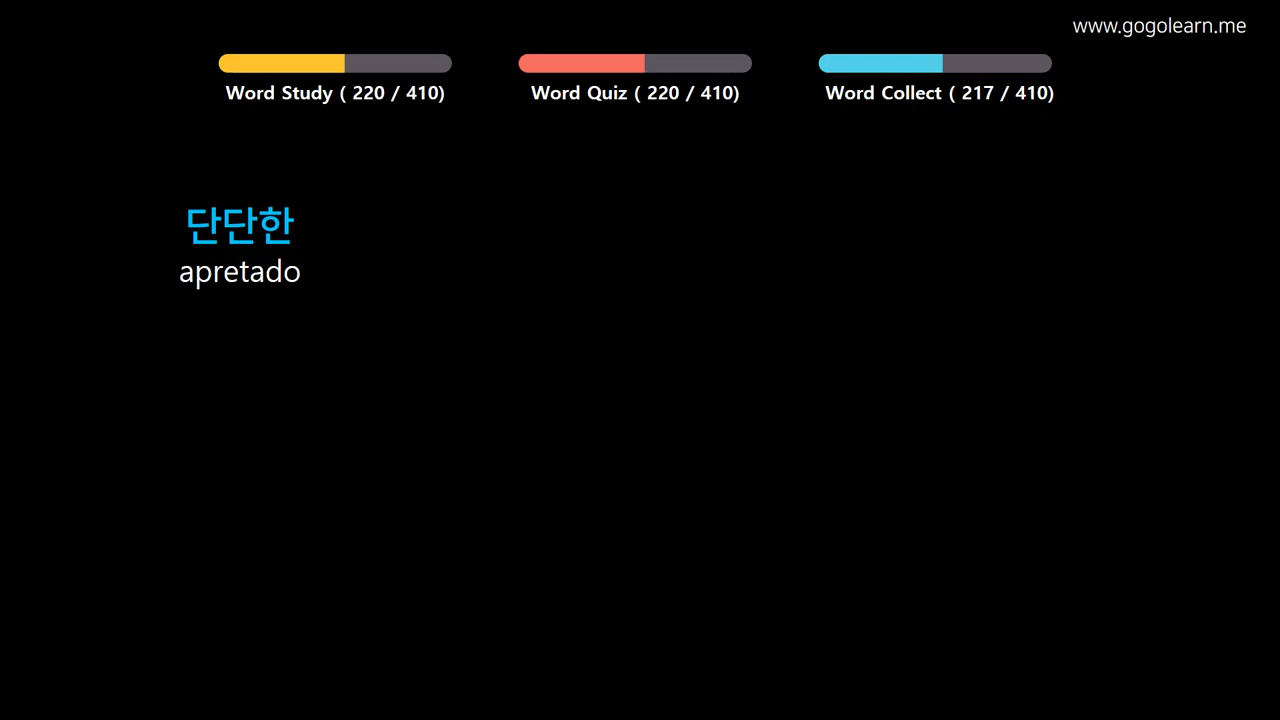 www.gogolearn.me
Word Study ( 220 / 410)
Word Quiz ( 220 / 410)
Word Collect ( 217 / 410)
단단한
apretado